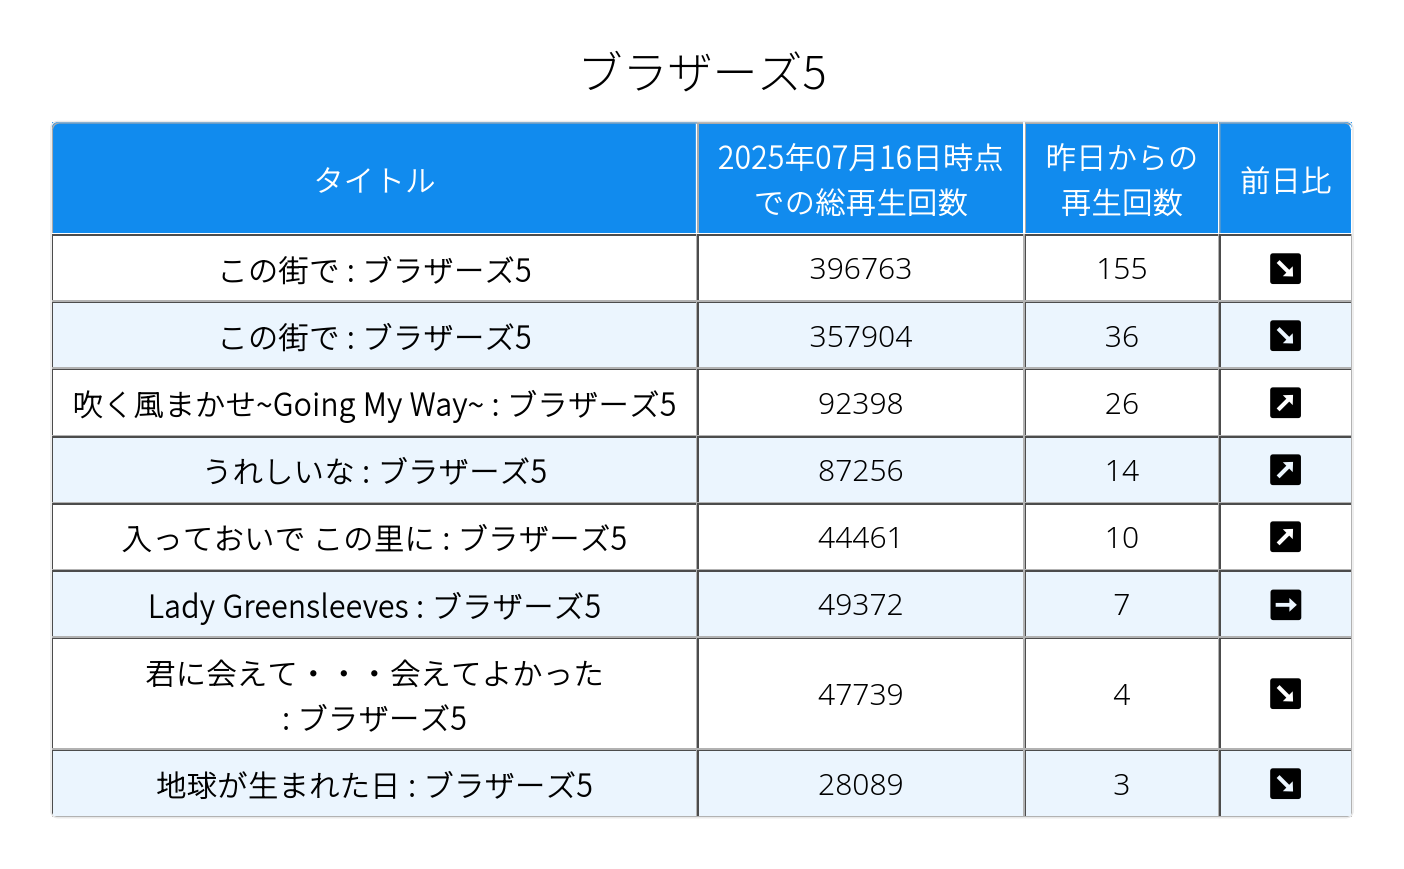 ブラザーズ5
タイトル
2025年07月16日時点
での総再生回数
昨日からの
再生回数
前日比
この街で : ブラザーズ5 396763 155 ↘
この街で : ブラザーズ5 357904 36 ↘
吹く風まかせ~Going My Way~ : ブラザーズ5 92398 26 ↗
うれしいな : ブラザーズ5 87256 14 ↗
入っておいで この里に : ブラザーズ5 44461 10 ↗
Lady Greensleeves : ブラザーズ5 49372 7 →
君に会えて・・・会えてよかった
: ブラザーズ5 47739 4 ↘
地球が生まれた日 : ブラザーズ5 28089 3 ↘